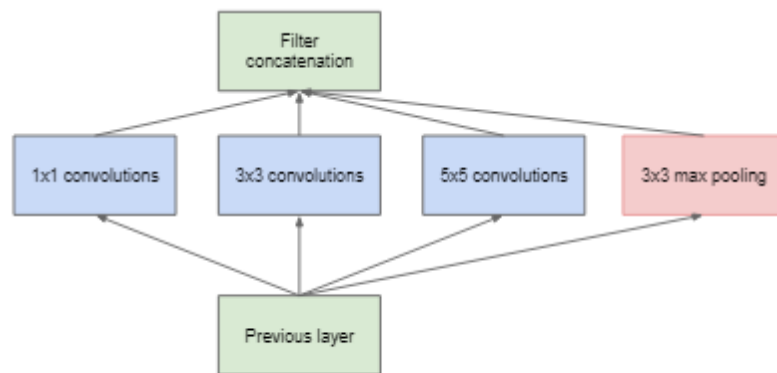 Filter
concatenation
1x1 convolutions
3x3 convolutions
5x5 convolutions
3x3 max pooling
Previous layer